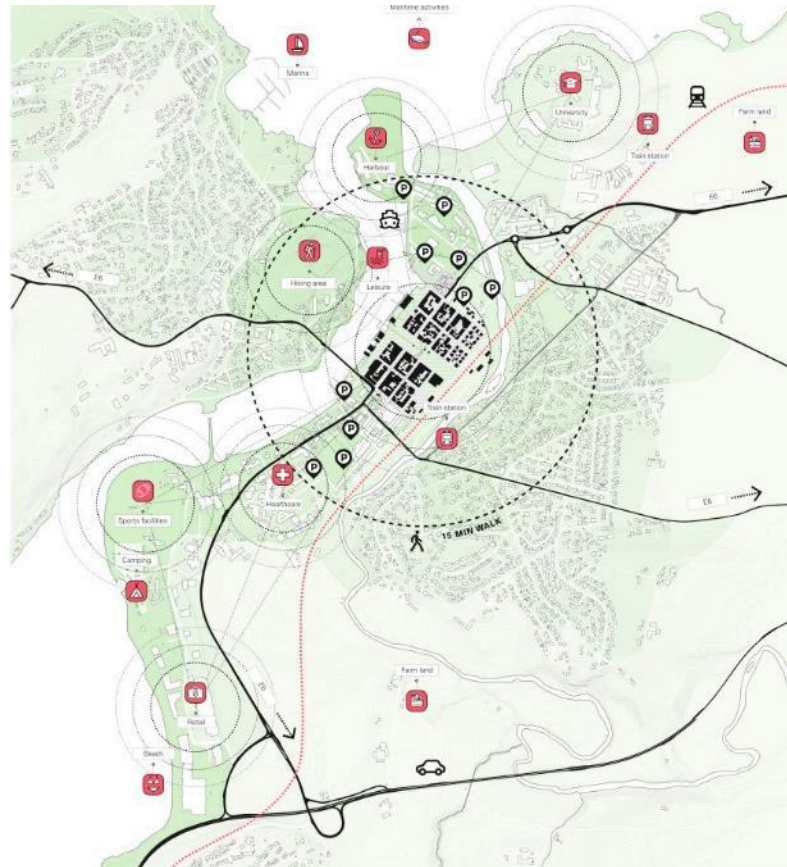 Maritime activities
Marina
University
Farm land
Train station
Harbour
E6
Hiking area
Leisure
E6
P
P
P
P
P
P
P
P
P
P
P
Train station
Healthcare
Sports facilities
E6
15 MIN WALK
Camping
Farm land
E6
Retail
Beach